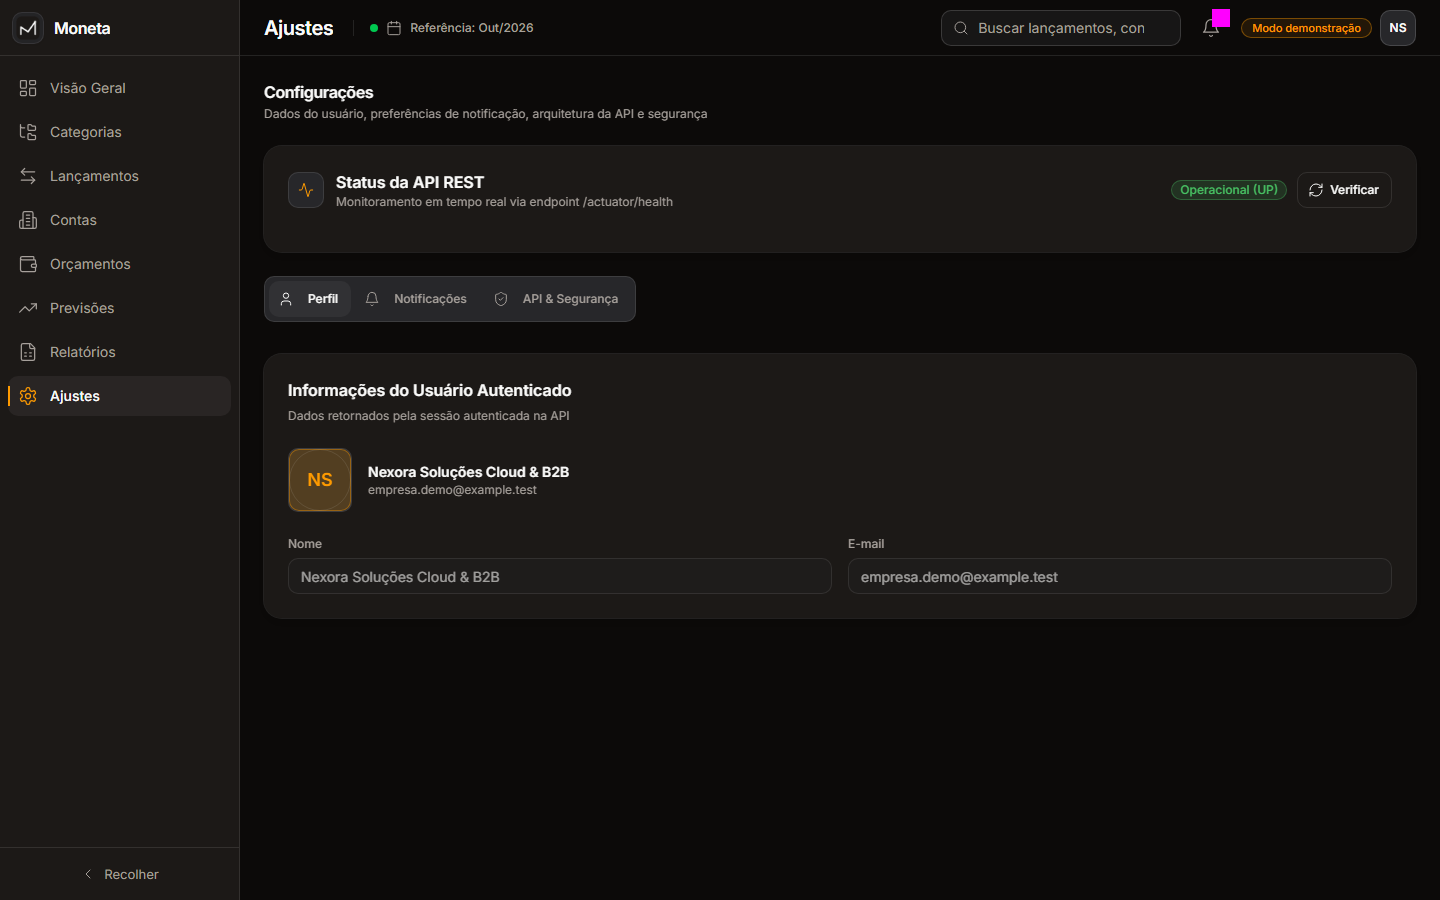 Moneta
Ajustes
Referência: Out/2026
Buscar lançamentos, con
Modo demonstração
NS
Visão Geral
Categorias
Lançamentos
Contas
Orçamentos
Previsões
Relatórios
Ajustes
Recolher
Configurações
Dados do usuário, preferências de notificação, arquitetura da API e segurança
Status da API REST
Monitoramento em tempo real via endpoint /actuator/health
Operacional (UP)
Verificar
Perfil
Notificações
API & Segurança
Informações do Usuário Autenticado
Dados retornados pela sessão autenticada na API
NS
Nexora Soluções Cloud & B2B
empresa.demo@example.test
Nome
E-mail
Nexora Soluções Cloud & B2B
empresa.demo@example.test